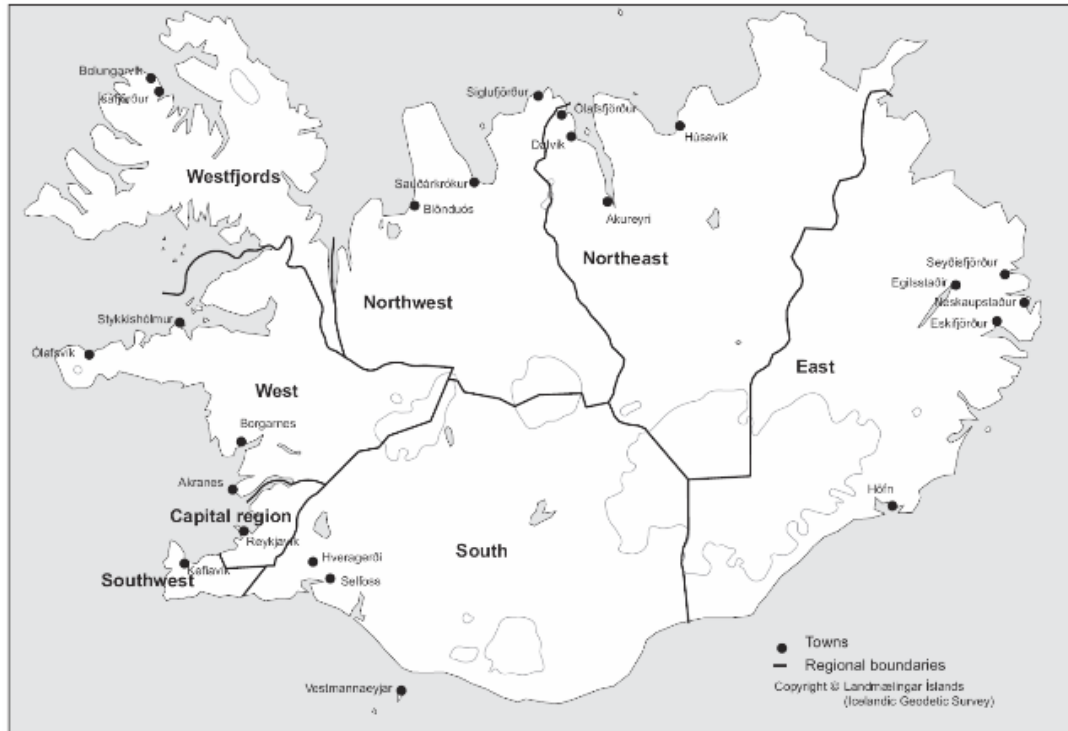 Bolungarvík
Ísafjörður
Siglufjörður
Ólafsfjörður
Húsavík
Dalvík
Westfjords
Sauðárkrókur
Blönduós
Akureyri
Northeast
Seyðisfjörður
Egilsstaðir
Northwest
Neskaupstaður
Stykkishólmur
Eskifjörður
Ólafsvík
East
West
Borgarnes
Akranes
Höfn
Capital region
Reykjavík
South
Hveragerði
Keflavík
Southwest
Selfoss
Towns
Regional boundaries
Vestmannaeyjar
Copyright © Landmælingar Íslands
(Icelandic Geodetic Survey)